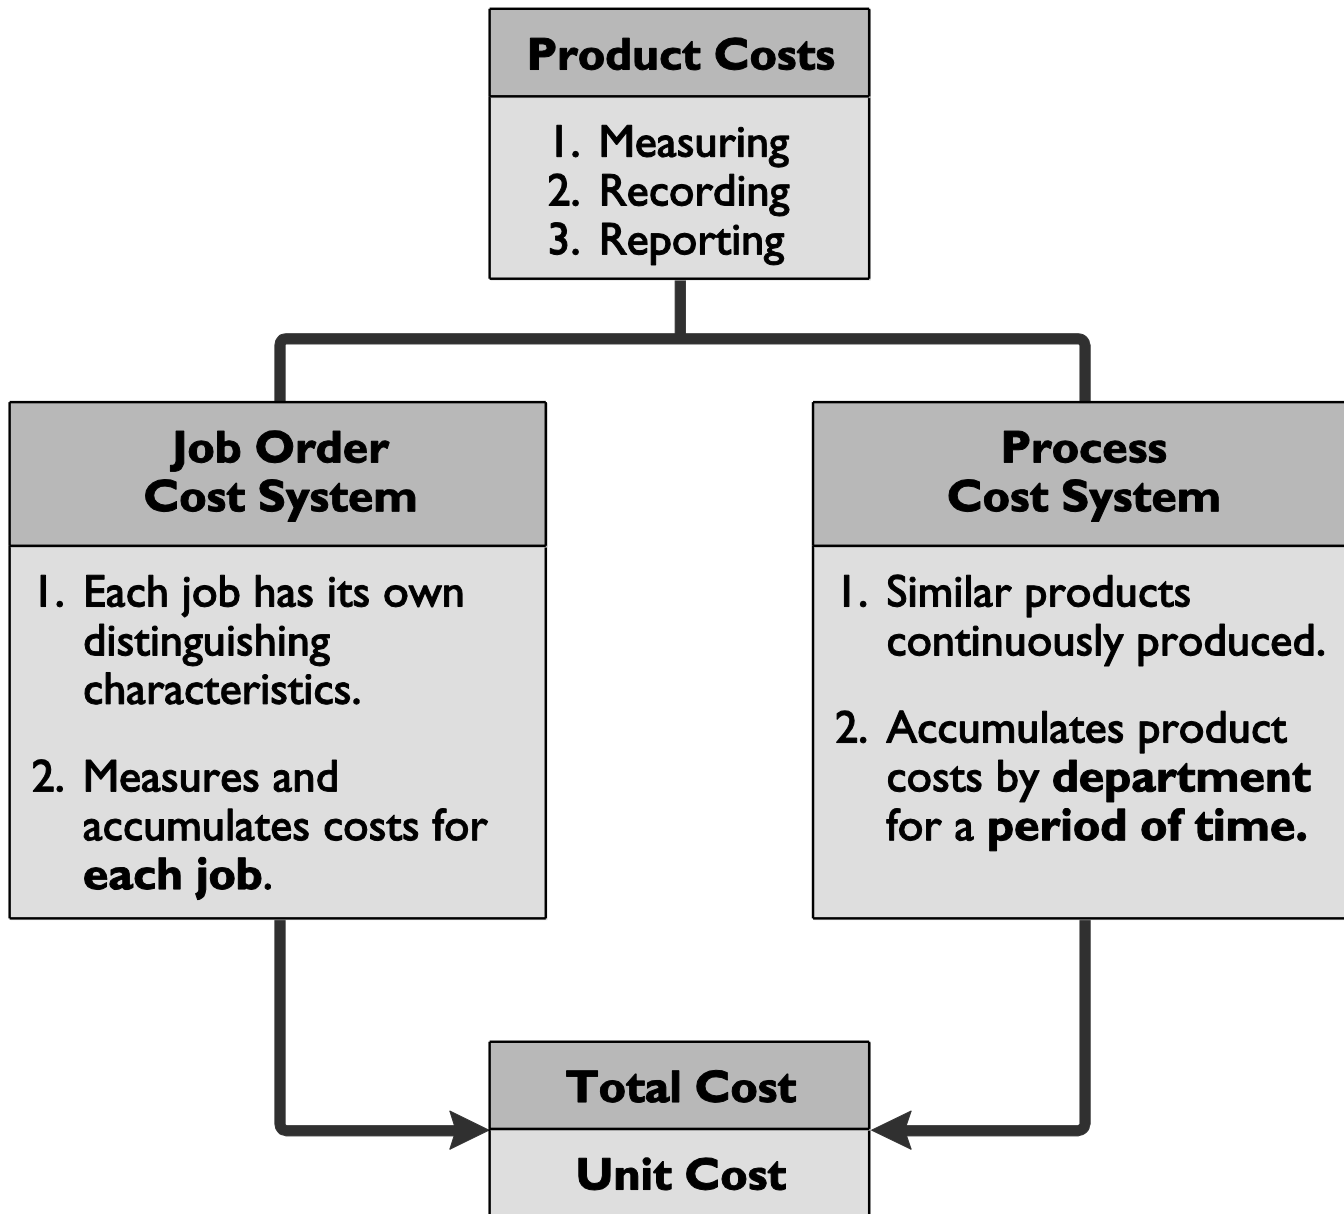 Product Costs
1. Measuring
2. Recording
3. Reporting
Job Order
Cost System
1. Each job has its own
distinguishing
characteristics.
2. Measures and
accumulates costs for
each job.
Process
Cost System
1. Similar products
continuously produced.
2. Accumulates product
costs by department
for a period of time.
Total Cost
Unit Cost